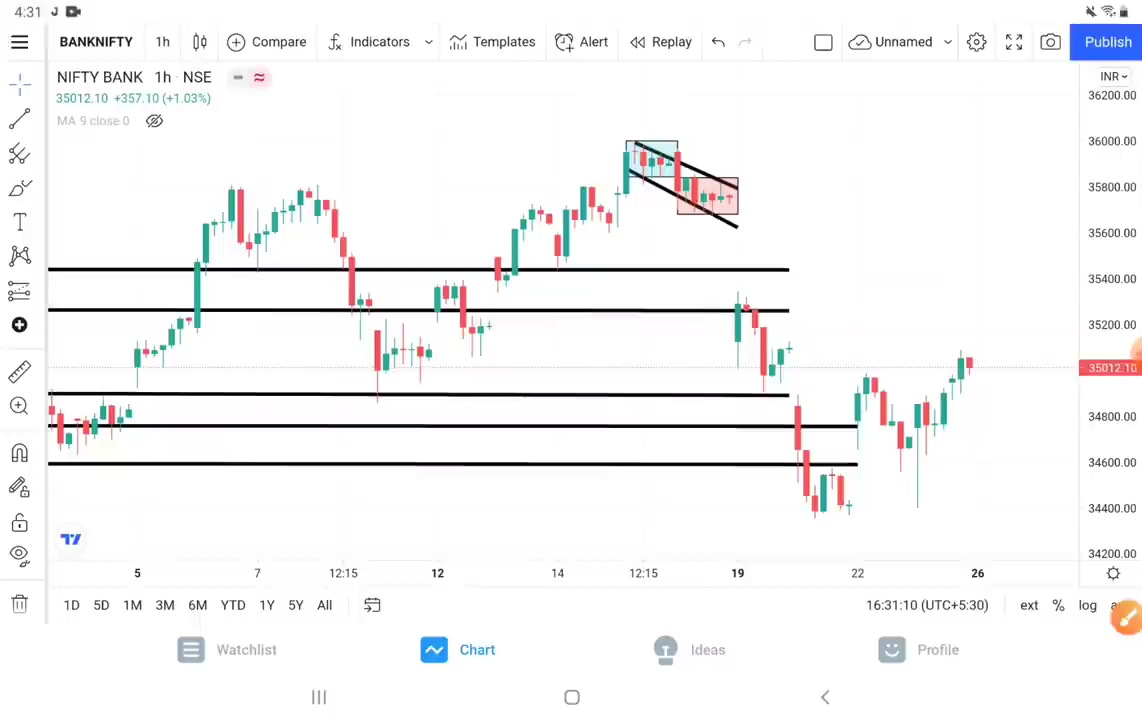 4:31 J
BANKNIFTY 1h Compare Indicators Templates Alert Replay Unnamed Publish
NIFTY BANK 1h NSE
INR
35012.10 +357.10 (+1.03%)
MA 9 close 0
36200.00
36000.00
35800.00
35600.00
35400.00
35200.00
35012.10
34800.00
34600.00
34400.00
34200.00
5 7 12:15 12 14 12:15 19 22 26
1D 5D 1M 3M 6M YTD 1Y 5Y All 16:31:10 (UTC+5:30) ext % log
Watchlist Chart Ideas Profile